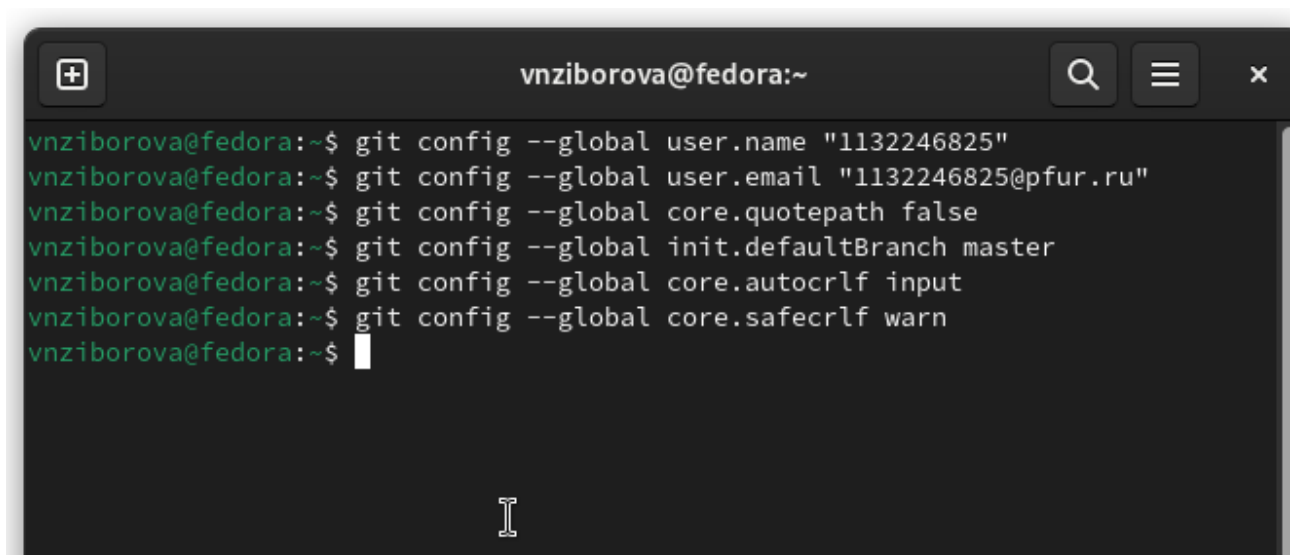 vnziborova@fedora:~
vnziborova@fedora:~$ git config --global user.name "1132246825"
vnziborova@fedora:~$ git config --global user.email "1132246825@pfur.ru"
vnziborova@fedora:~$ git config --global core.quotepath false
vnziborova@fedora:~$ git config --global init.defaultBranch master
vnziborova@fedora:~$ git config --global core.autocrlf input
vnziborova@fedora:~$ git config --global core.safecrlf warn
vnziborova@fedora:~$